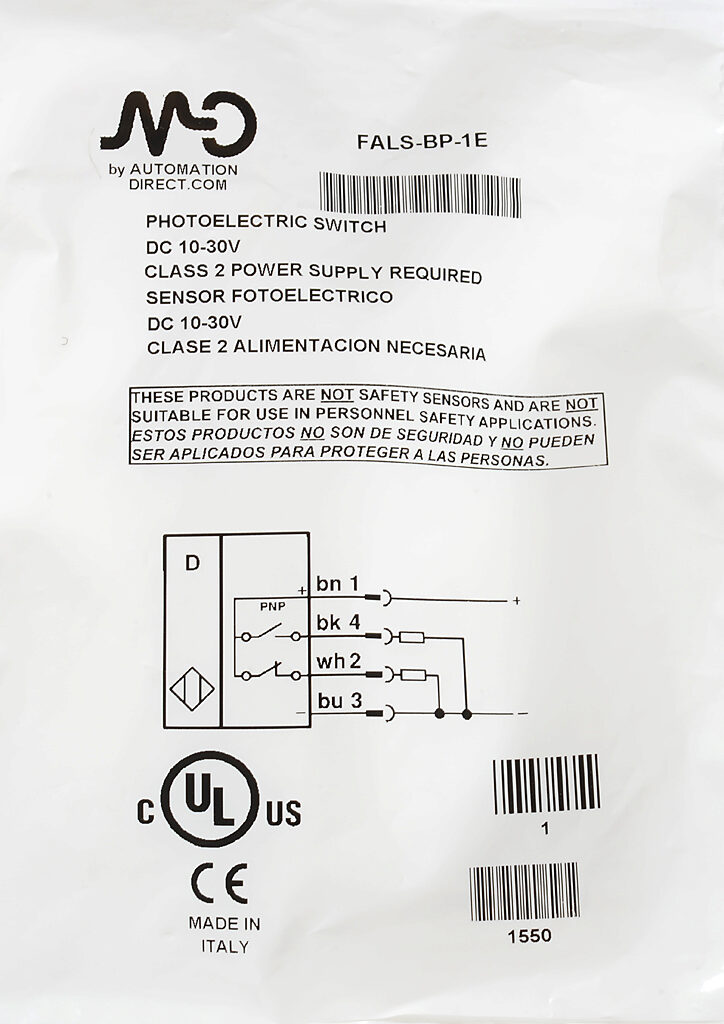 MD
by AUTOMATION
DIRECT.COM
FALS-BP-1E
PHOTOELECTRIC SWITCH
DC 10-30V
CLASS 2 POWER SUPPLY REQUIRED
SENSOR FOTOELECTRICO
DC 10-30V
CLASE 2 ALIMENTACION NECESARIA
THESE PRODUCTS ARE NOT SAFETY SENSORS AND ARE NOT
SUITABLE FOR USE IN PERSONNEL SAFETY APPLICATIONS.
ESTOS PRODUCTOS NO SON DE SEGURIDAD Y NO PUEDEN
SER APLICADOS PARA PROTEGER A LAS PERSONAS.
D
+ bn 1 +
PNP
bk 4
wh 2
– bu 3 –
C UL US
CE
MADE IN
ITALY
1
1550